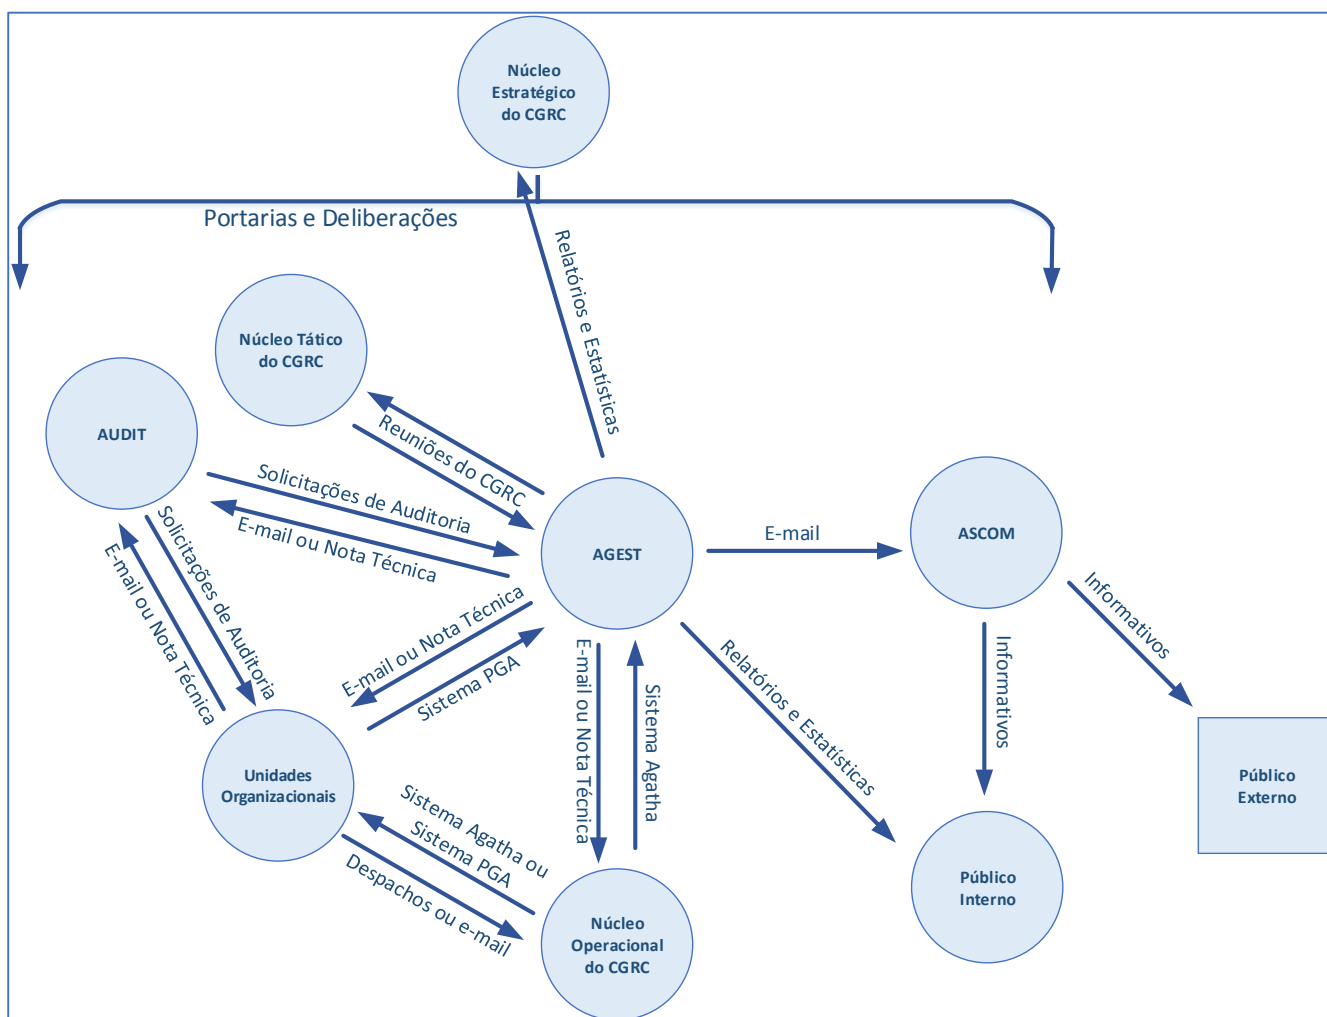 Núcleo
Estratégico
do CGRC
Portarias e Deliberações
Relatórios e Estatísticas
Núcleo Tático
do CGRC
AUDIT
Reuniões do CGRC
Solicitações de Auditoria
E-mail ou Nota Técnica
AGEST
E-mail
ASCOM
Solicitações de Auditoria
E-mail ou Nota Técnica
E-mail ou Nota Técnica
Sistema PGA
E-mail ou Nota Técnica
Sistema Agatha
Relatórios e Estatísticas
Informativos
Informativos
Unidades
Organizacionais
Público
Externo
Sistema Agatha ou
Sistema PGA
Despachos ou e-mail
Núcleo
Operacional
do CGRC
Público
Interno